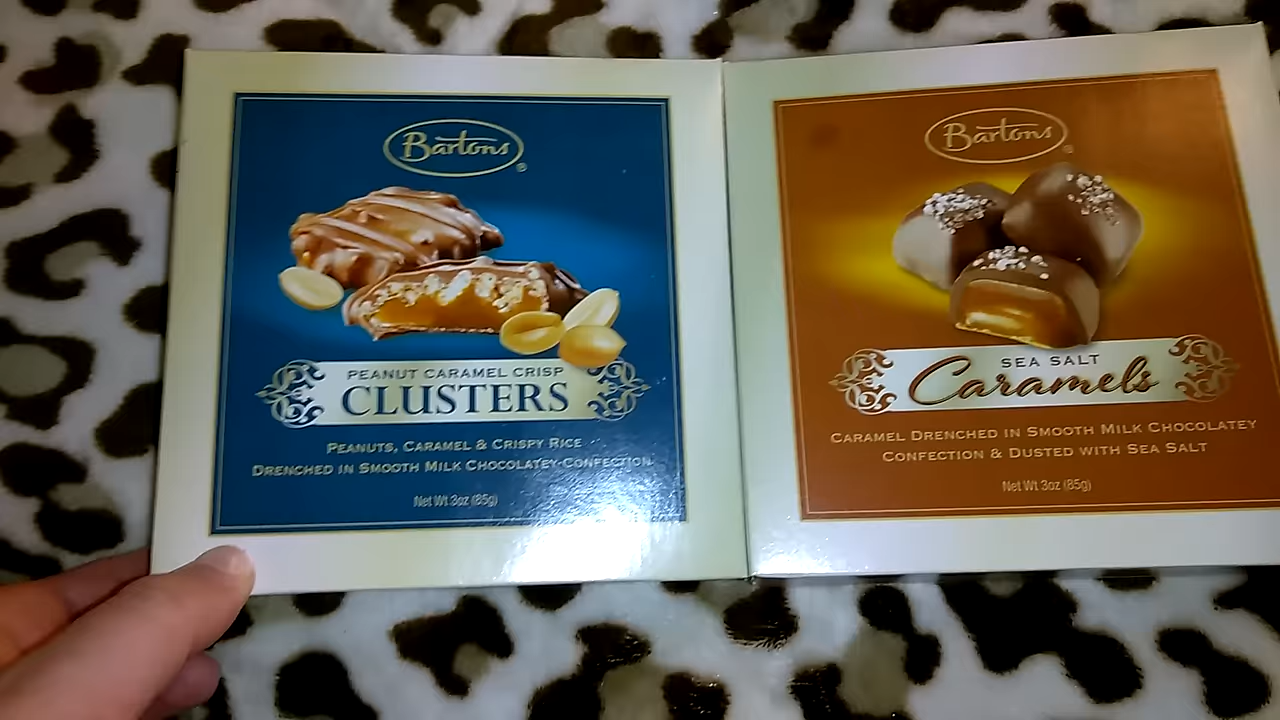 Bartons
PEANUT CARAMEL CRISP
CLUSTERS
PEANUTS, CARAMEL & CRISPY RICE
DRENCHED IN SMOOTH MILK CHOCOLATEY CONFECTION
Net Wt 3oz (85g)
Bartons
SEA SALT
Caramels
CARAMEL DRENCHED IN SMOOTH MILK CHOCOLATEY
CONFECTION & DUSTED WITH SEA SALT
Net Wt 3oz (85g)